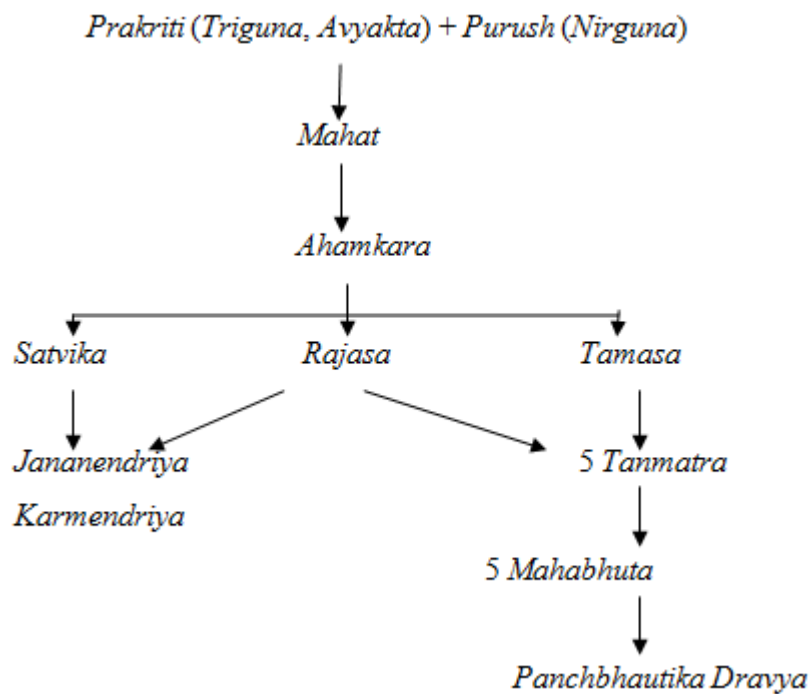 Prakriti (Triguna, Avyakta) + Purush (Nirguna)
Mahat
Ahamkara
Satvika Rajasa Tamasa
Jananendriya 5 Tanmatra
Karmendriya
5 Mahabhuta
Panchbhautika Dravya